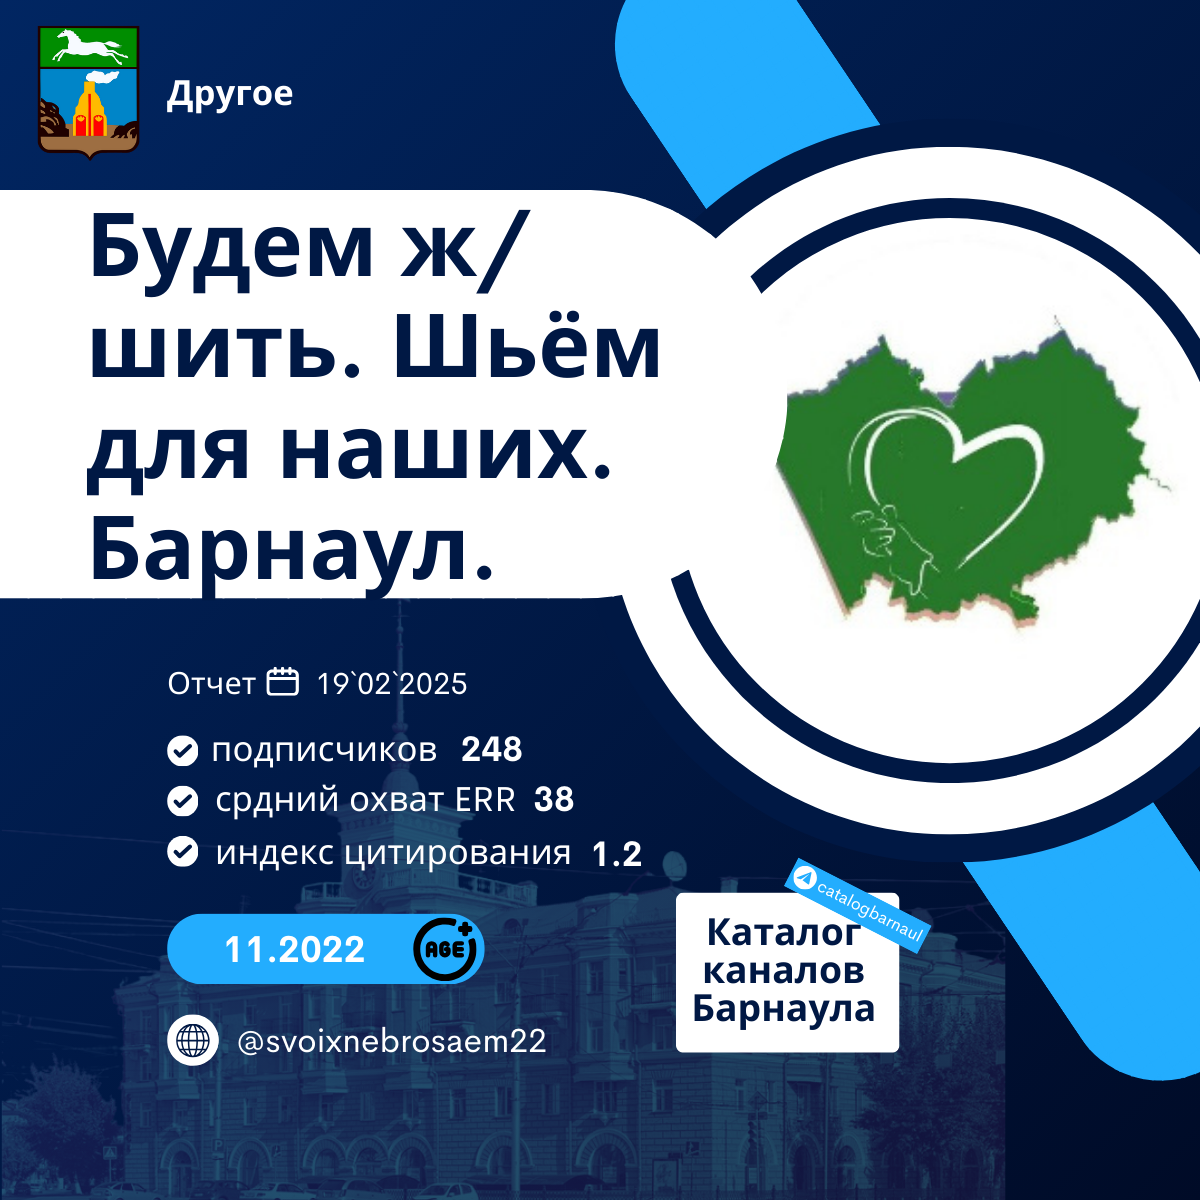 Другое
Будем ж/
шить. Шьём
для наших.
Барнаул.
Отчет 19`02`2025
подписчиков 248
срдний охват ERR 38
индекс цитирования 1.2
11.2022 AGE+
@svoixnebrosaem22
catalogbarnaul
Каталог
каналов
Барнаула